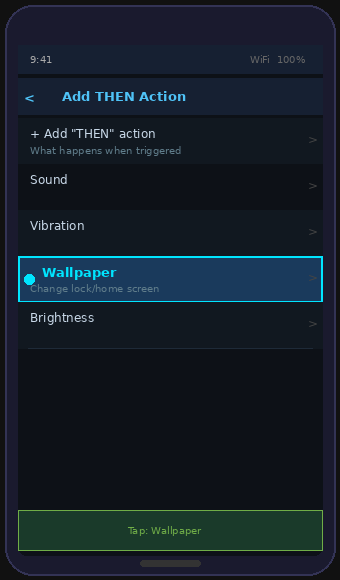 9:41 WiFi 100%
< Add THEN Action
+ Add "THEN" action >
What happens when triggered
Sound >
Vibration >
Wallpaper >
Change lock/home screen
Brightness >
Tap: Wallpaper